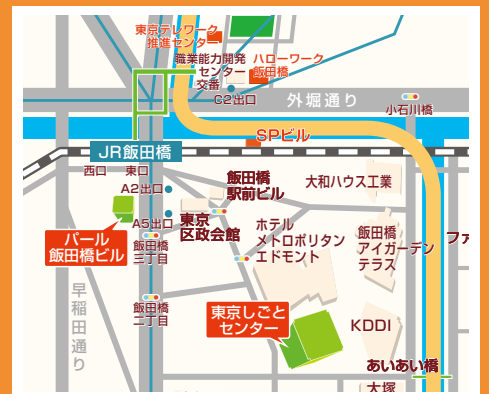 東京テレワーク
推進センター
職業能力開発
センター
ハローワーク
飯田橋
交番
C2出口
外堀通り
小石川橋
SPビル
JR飯田橋
西口
東口
A2出口
飯田橋
駅前ビル
大和ハウス工業
A5出口
東京
区政会館
パール
飯田橋ビル
飯田橋
三丁目
ホテル
メトロポリタン
エドモント
飯田橋
アイガーデン
テラス
ファ
早稲田通り
飯田橋
二丁目
東京しごと
センター
KDDI
あいあい橋
大塚